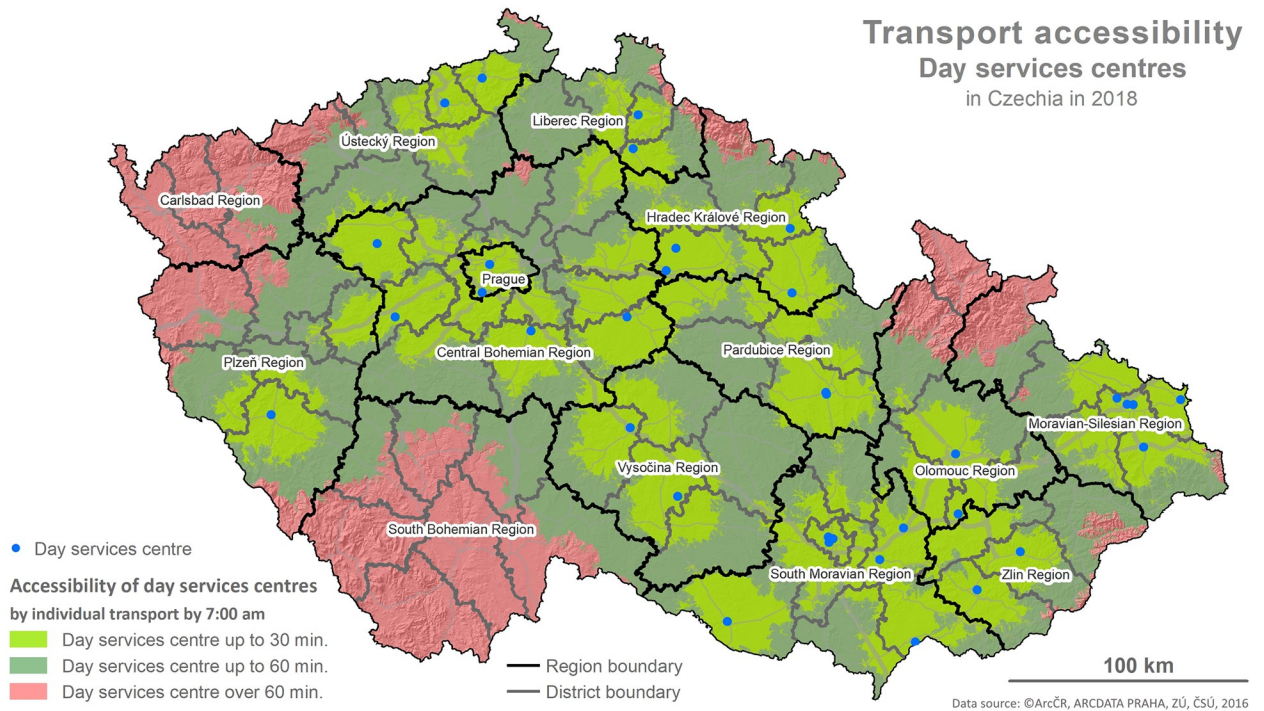 Transport accessibility
Day services centres
in Czechia in 2018
Liberec Region
Ústecký Region
Carlsbad Region
Hradec Králové Region
Prague
Central Bohemian Region
Pardubice Region
Plzeň Region
Moravian-Silesian Region
Vysočina Region
Olomouc Region
South Bohemian Region
South Moravian Region
Zlin Region
Day services centre
Accessibility of day services centres
by individual transport by 7:00 am
Day services centre up to 30 min.
Day services centre up to 60 min.
Day services centre over 60 min.
Region boundary
District boundary
100 km
Data source: ©ArcČR, ARCDATA PRAHA, ZÚ, ČSÚ, 2016